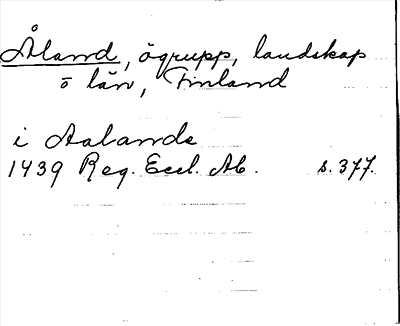 Åland, ögrupp, landskap
o län, Finland
i Aalande
1439 Reg. Eccl. Ab. s. 377.